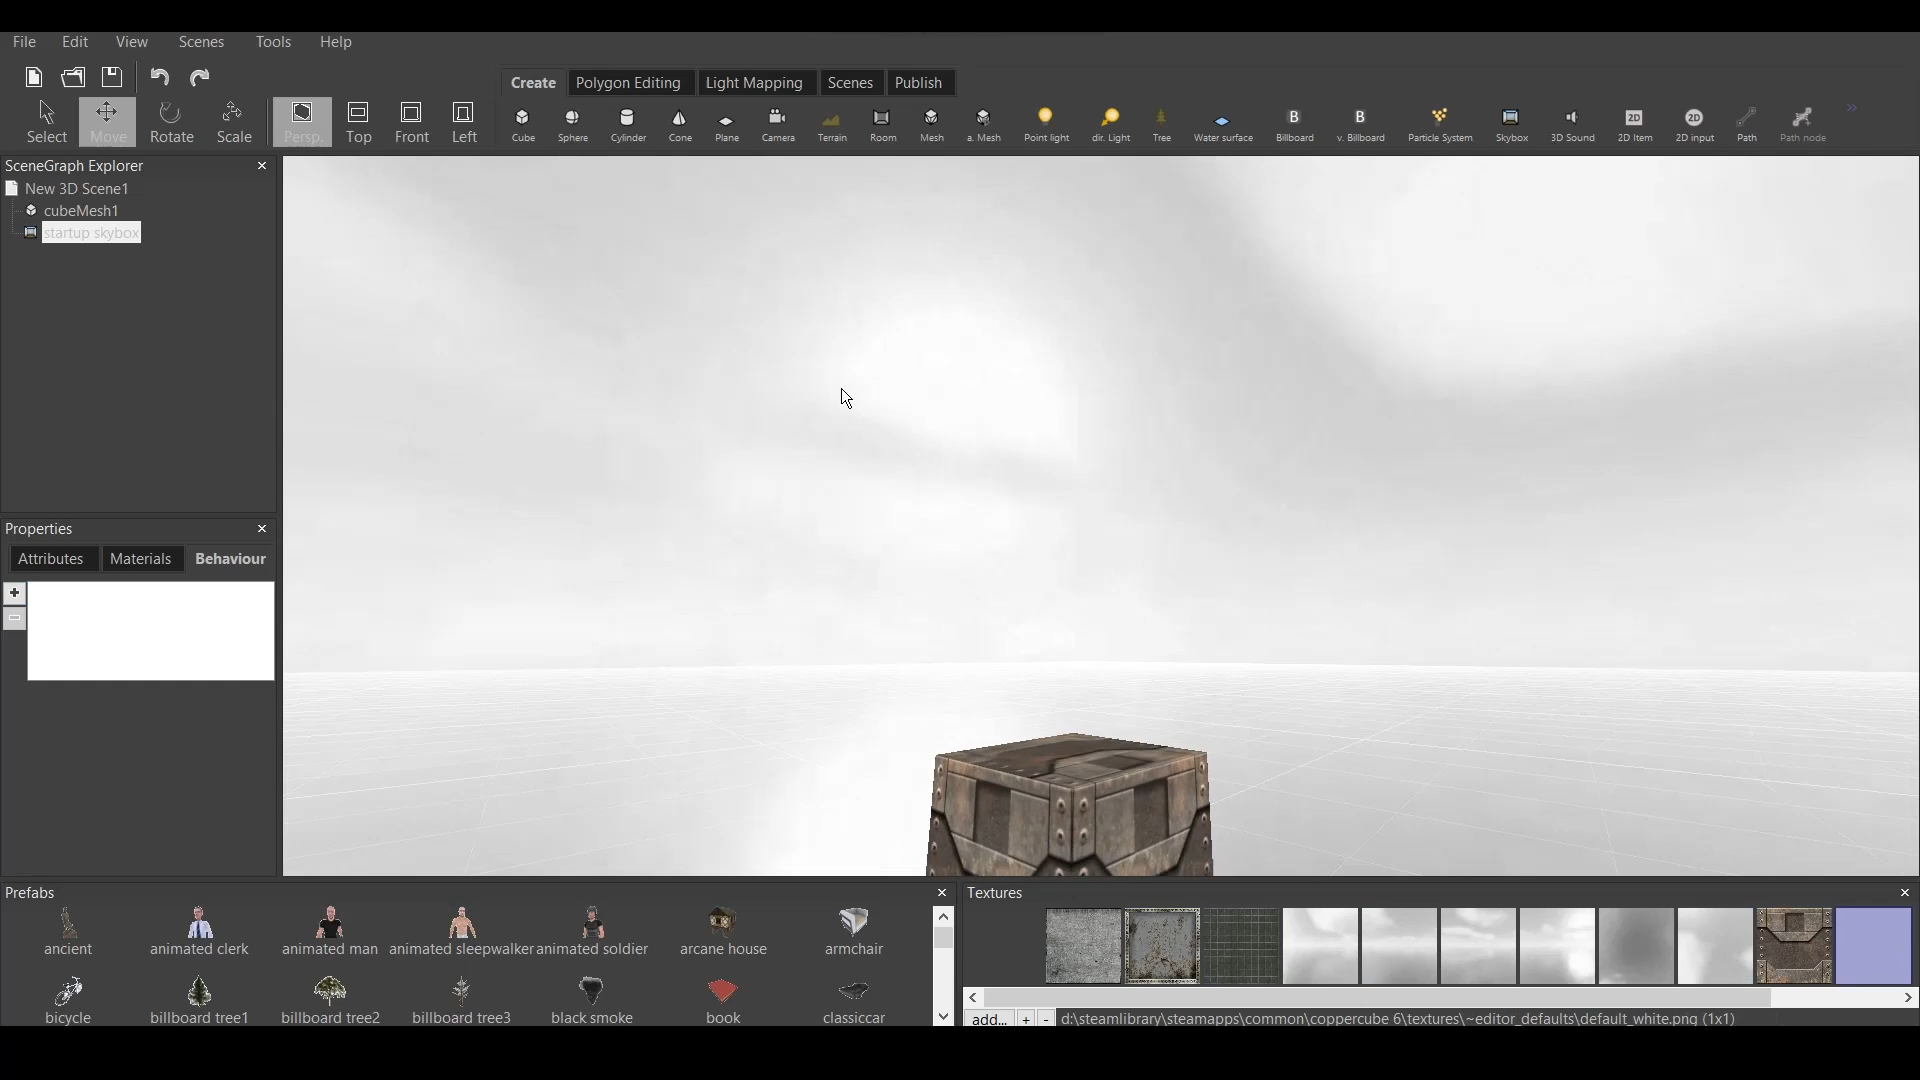 File Edit View Scenes Tools Help
Create Polygon Editing Light Mapping Scenes Publish
Select Move Rotate Scale Persp. Top Front Left
Cube Sphere Cylinder Cone Plane Camera Terrain Room Mesh a. Mesh Point light dir. Light Tree Water surface Billboard v. Billboard Particle System Skybox 3D Sound 2D Item 2D input Path Path node
SceneGraph Explorer
New 3D Scene1
cubeMesh1
startup skybox
Properties
Attributes Materials Behaviour
Prefabs
ancient animated clerk animated man animated sleepwalker animated soldier arcane house armchair
bicycle billboard tree1 billboard tree2 billboard tree3 black smoke book classiccar
Textures
add... + - d:\steamlibrary\steamapps\common\coppercube 6\textures\~editor_defaults\default_white.png (1x1)